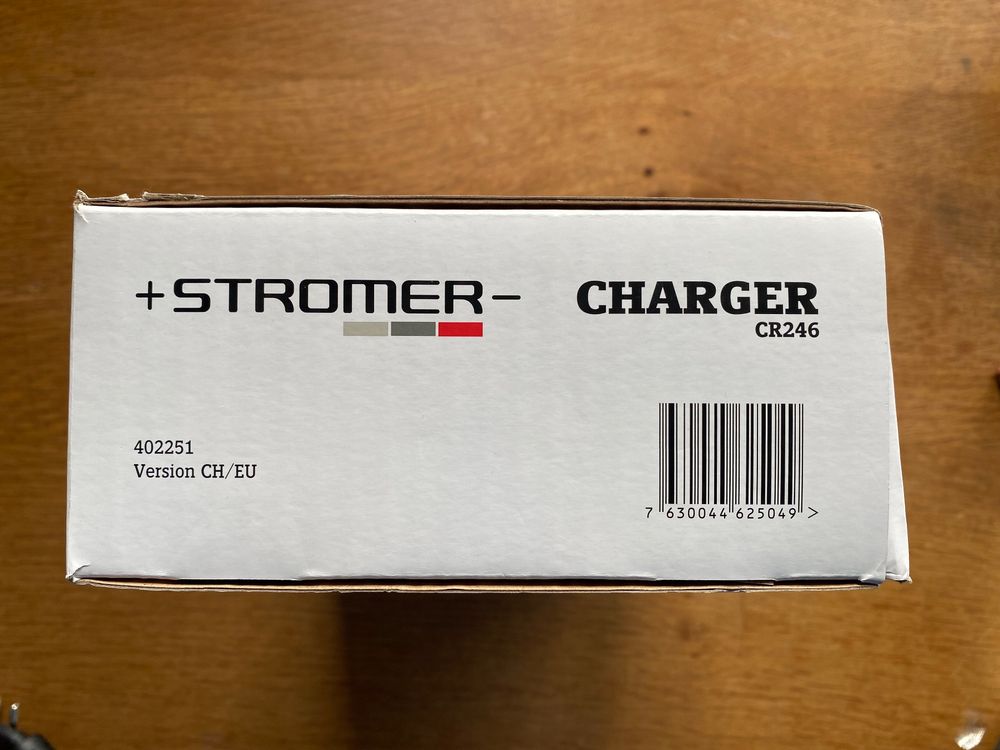 +STROMER−
CHARGER
CR246
402251
Version CH/EU
7 630044 625049 >